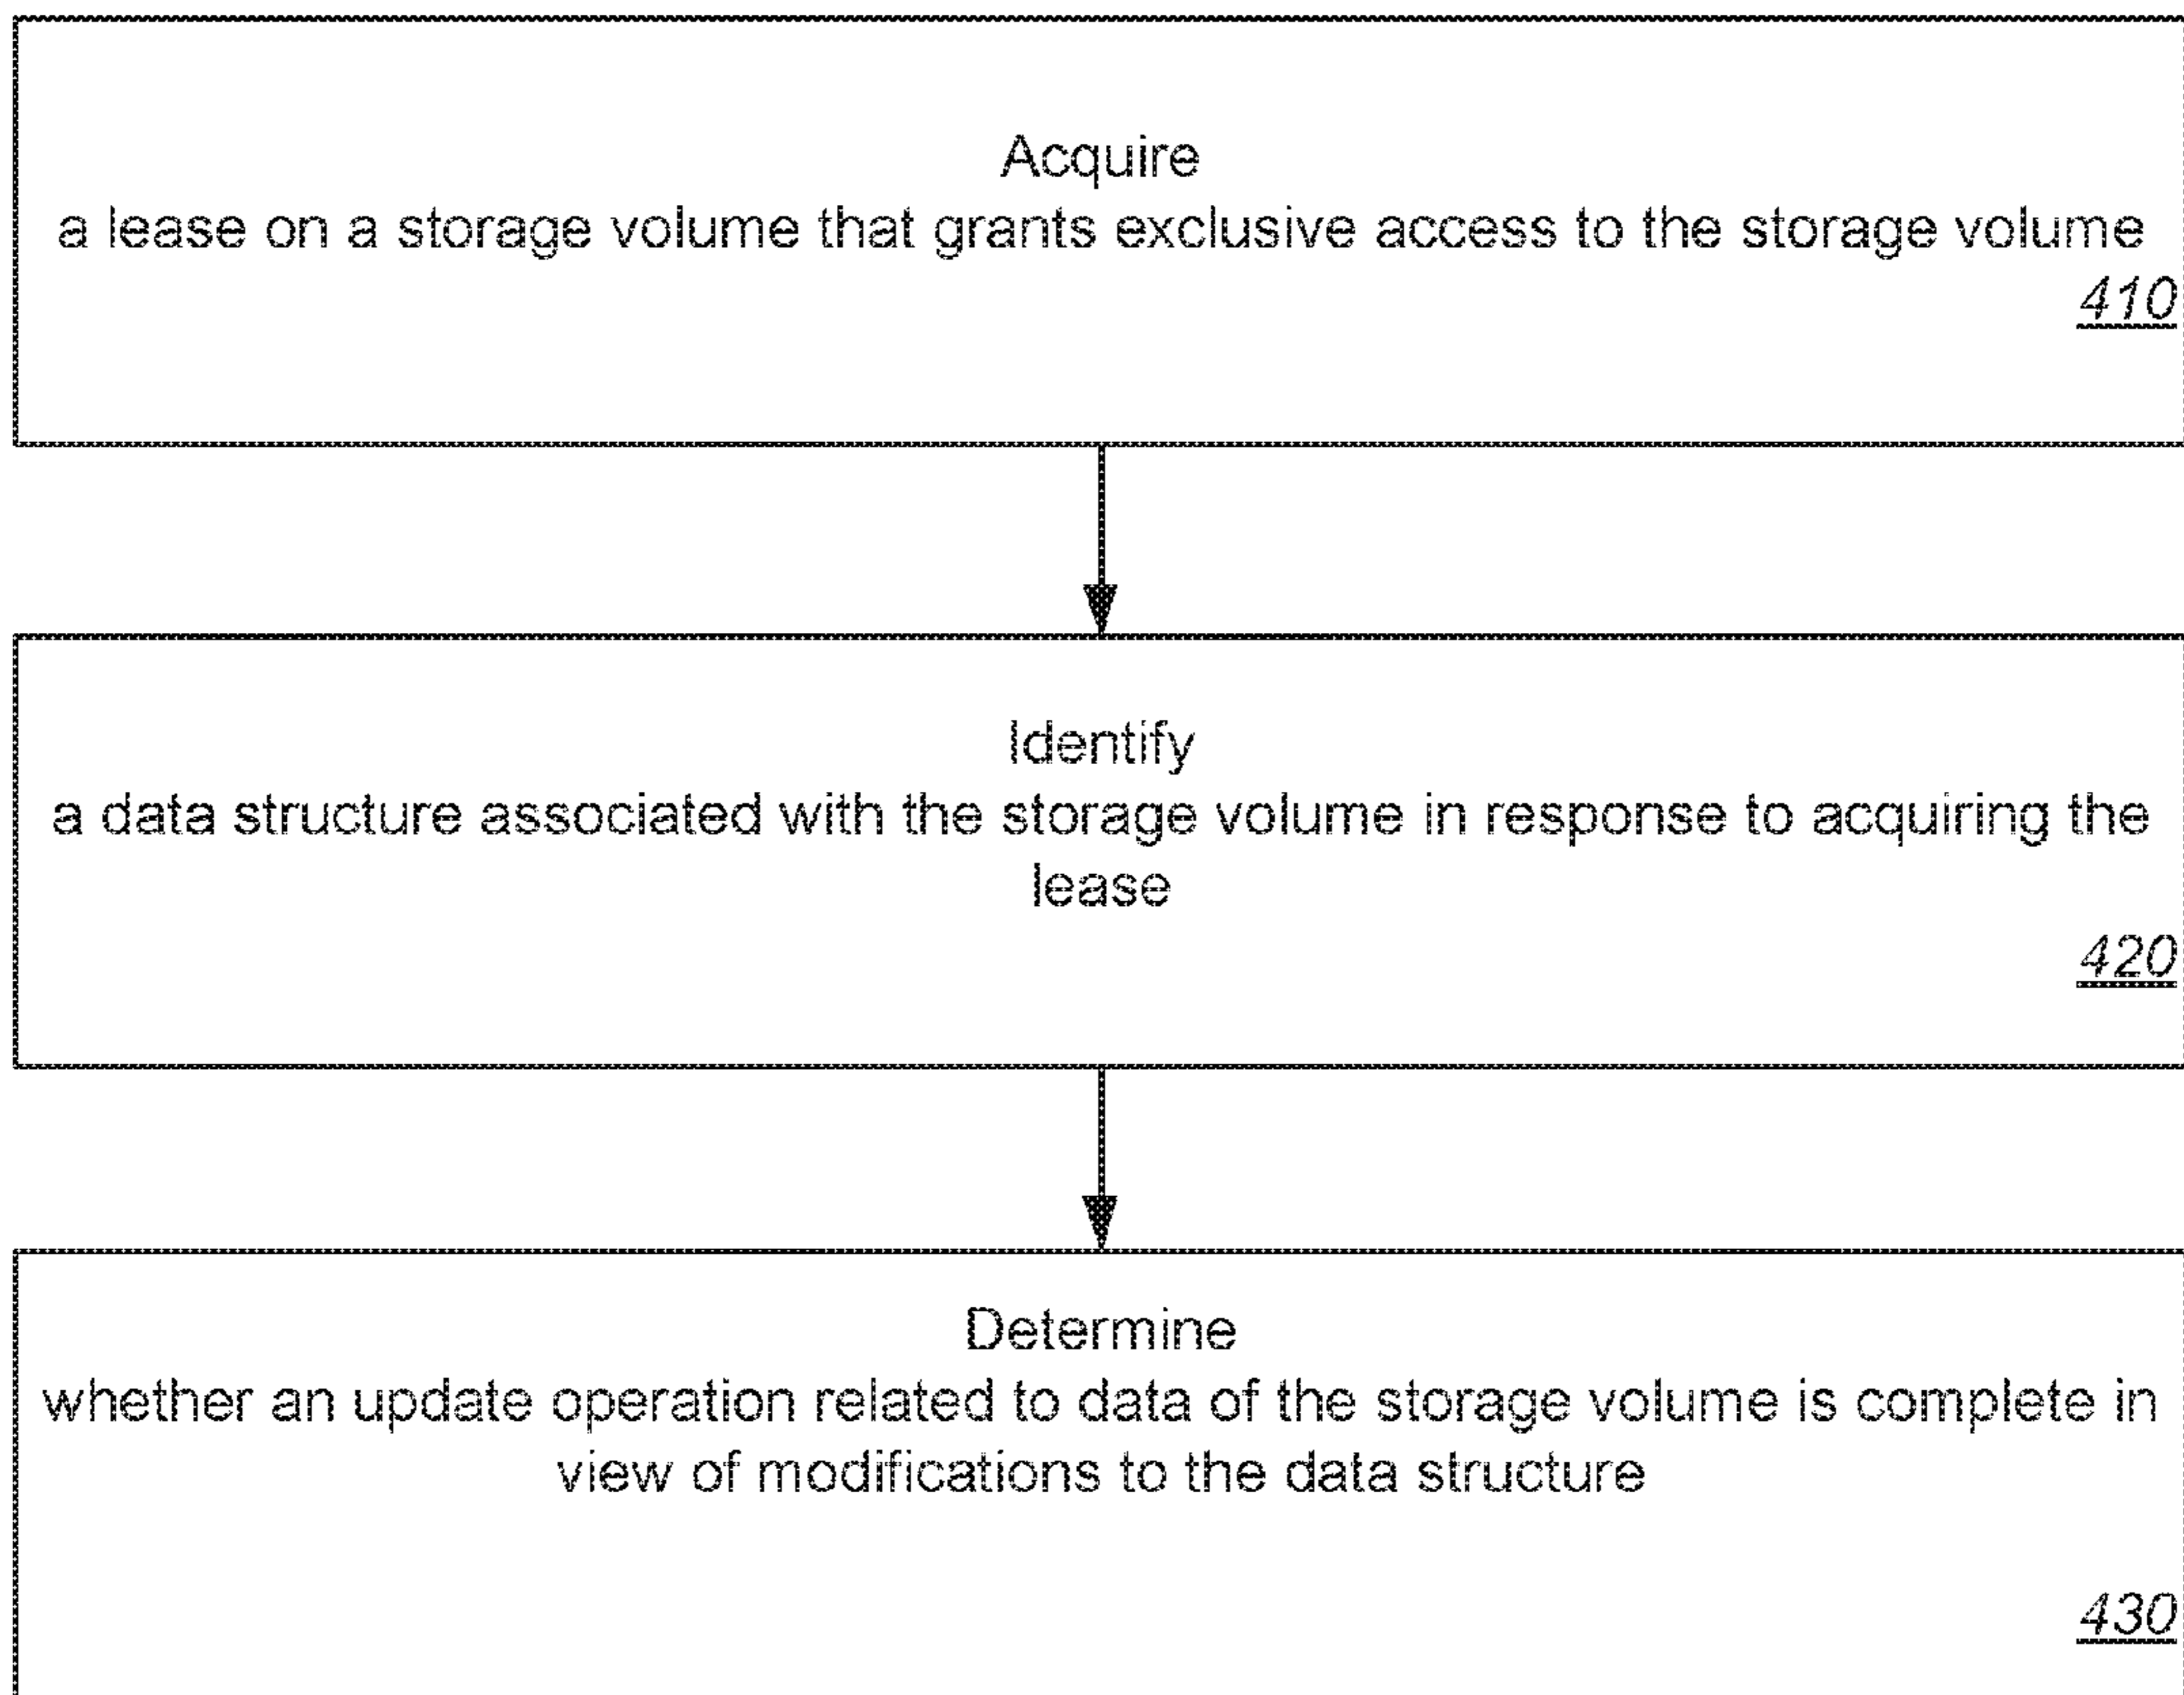 Acquire
a lease on a storage volume that grants exclusive access to the storage volume
410
Identify
a data structure associated with the storage volume in response to acquiring the
lease
420
Determine
whether an update operation related to data of the storage volume is complete in
view of modifications to the data structure
430